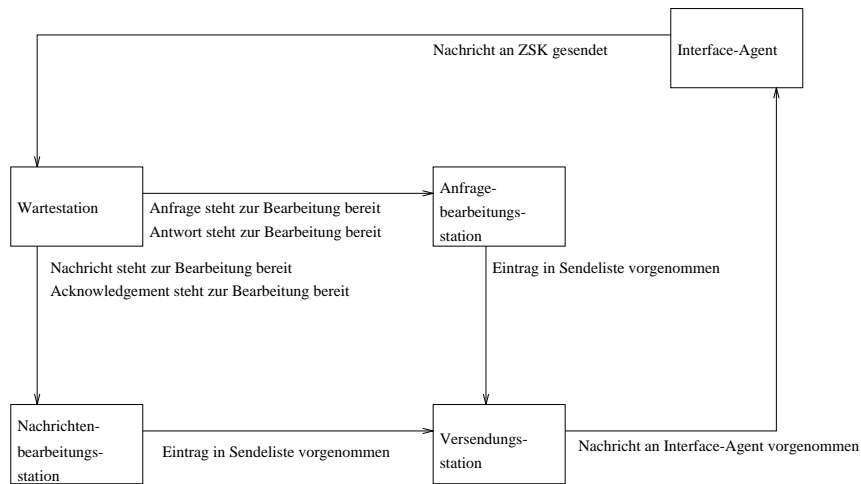 Nachricht an ZSK gesendet
Interface-Agent
Wartestation
Anfrage steht zur Bearbeitung bereit
Antwort steht zur Bearbeitung bereit
Anfrage-
bearbeitungs-
station
Nachricht steht zur Bearbeitung bereit
Acknowledgement steht zur Bearbeitung bereit
Eintrag in Sendeliste vorgenommen
Nachrichten-
bearbeitungs-
station
Eintrag in Sendeliste vorgenommen
Versendungs-
station
Nachricht an Interface-Agent vorgenommen